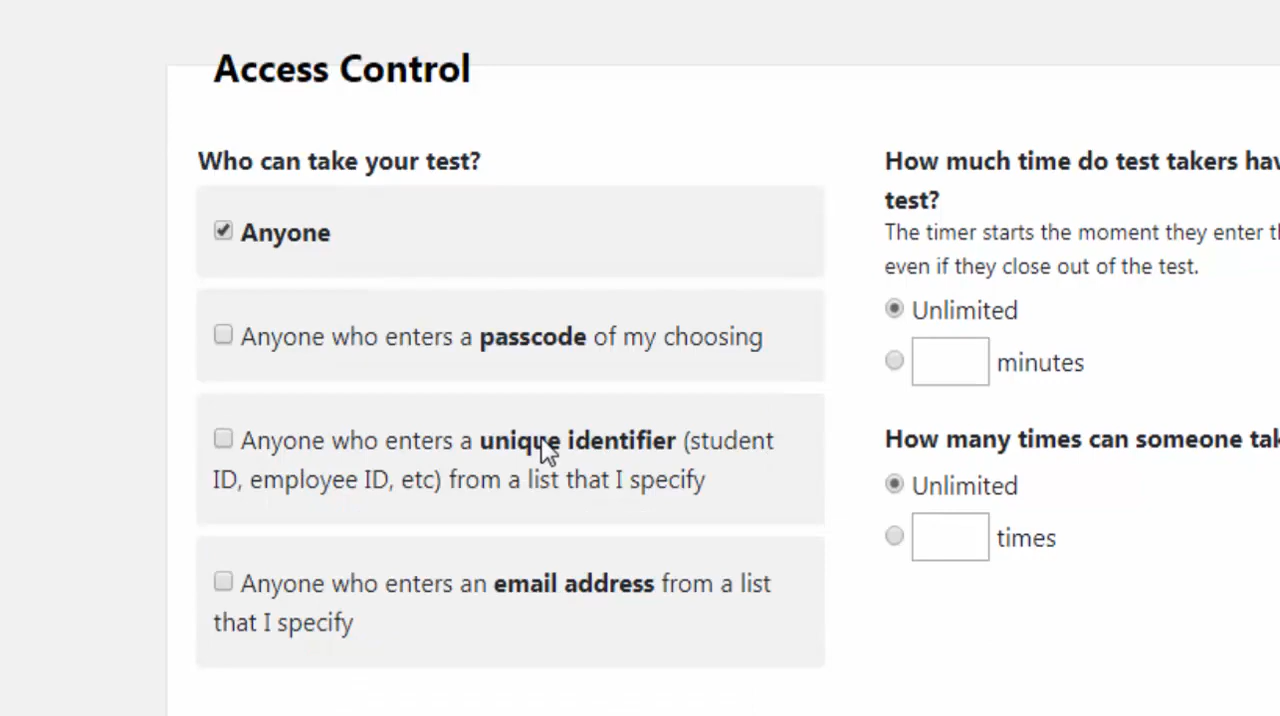 Access Control
Who can take your test?
Anyone
Anyone who enters a passcode of my choosing
Anyone who enters a unique identifier (student
ID, employee ID, etc) from a list that I specify
Anyone who enters an email address from a list
that I specify
How much time do test takers hav
test?
The timer starts the moment they enter th
even if they close out of the test.
Unlimited
minutes
How many times can someone tak
Unlimited
times